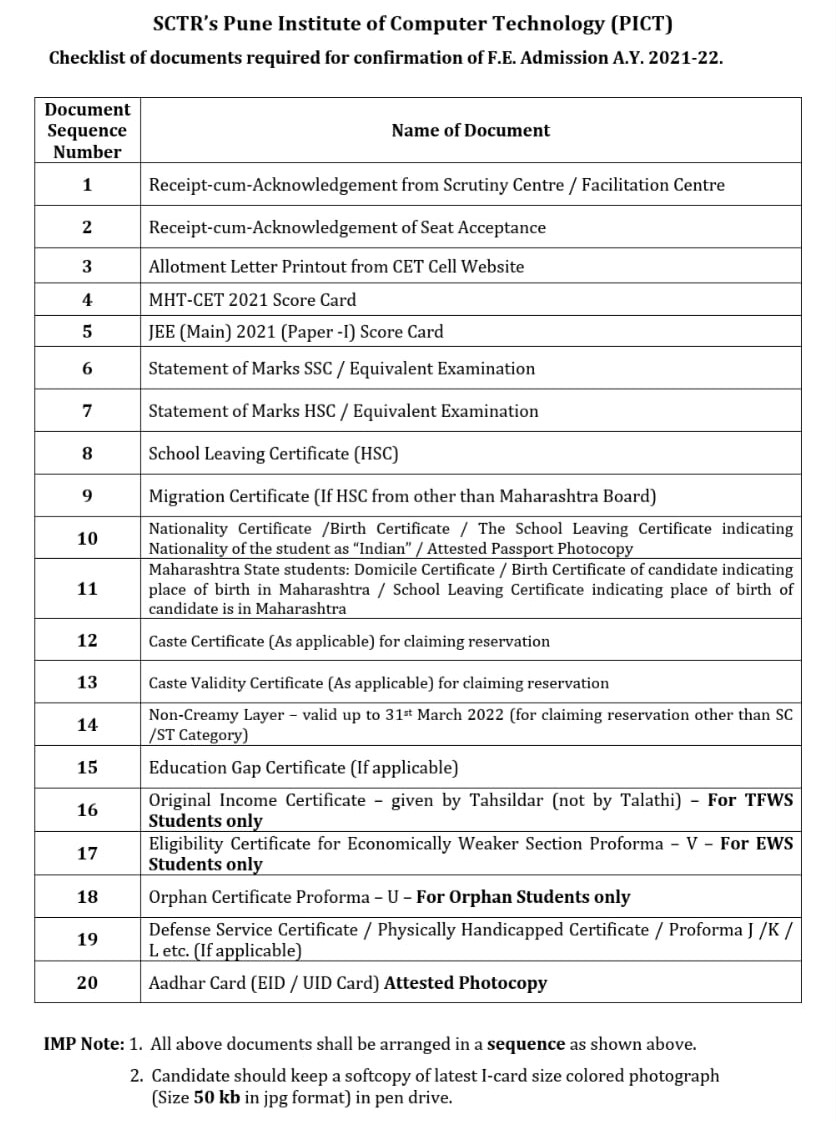 SCTR’s Pune Institute of Computer Technology (PICT)
Checklist of documents required for confirmation of F.E. Admission A.Y. 2021-22.
Document
Sequence
Number
Name of Document
1 Receipt-cum-Acknowledgement from Scrutiny Centre / Facilitation Centre
2 Receipt-cum-Acknowledgement of Seat Acceptance
3 Allotment Letter Printout from CET Cell Website
4 MHT-CET 2021 Score Card
5 JEE (Main) 2021 (Paper -I) Score Card
6 Statement of Marks SSC / Equivalent Examination
7 Statement of Marks HSC / Equivalent Examination
8 School Leaving Certificate (HSC)
9 Migration Certificate (If HSC from other than Maharashtra Board)
10 Nationality Certificate /Birth Certificate / The School Leaving Certificate indicating
Nationality of the student as “Indian” / Attested Passport Photocopy
11 Maharashtra State students: Domicile Certificate / Birth Certificate of candidate indicating
place of birth in Maharashtra / School Leaving Certificate indicating place of birth of
candidate is in Maharashtra
12 Caste Certificate (As applicable) for claiming reservation
13 Caste Validity Certificate (As applicable) for claiming reservation
14 Non-Creamy Layer – valid up to 31st March 2022 (for claiming reservation other than SC
/ST Category)
15 Education Gap Certificate (If applicable)
16 Original Income Certificate – given by Tahsildar (not by Talathi) – For TFWS
Students only
17 Eligibility Certificate for Economically Weaker Section Proforma – V – For EWS
Students only
18 Orphan Certificate Proforma – U – For Orphan Students only
19 Defense Service Certificate / Physically Handicapped Certificate / Proforma J /K /
L etc. (If applicable)
20 Aadhar Card (EID / UID Card) Attested Photocopy
IMP Note: 1. All above documents shall be arranged in a sequence as shown above.
2. Candidate should keep a softcopy of latest I-card size colored photograph
(Size 50 kb in jpg format) in pen drive.